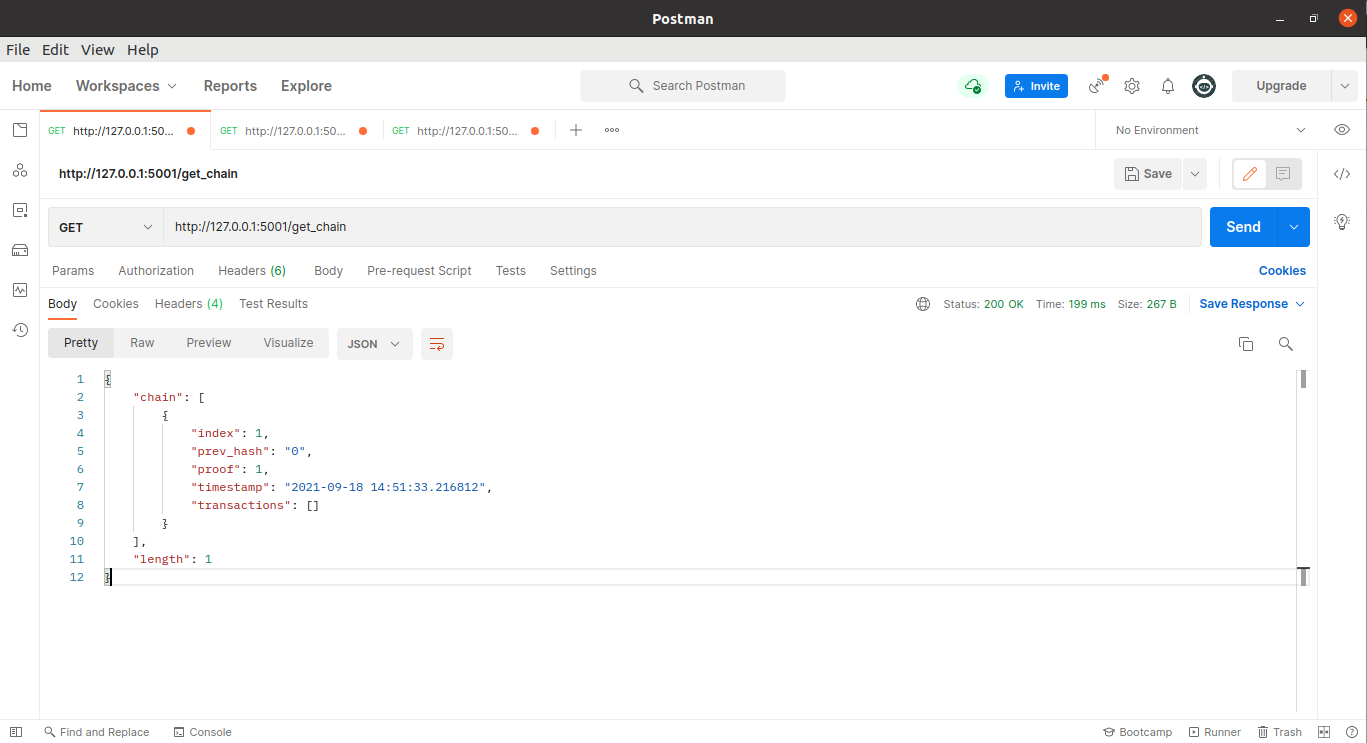 Postman
File Edit View Help
Home Workspaces Reports Explore Search Postman Invite Upgrade
GET http://127.0.0.1:50... GET http://127.0.0.1:50... GET http://127.0.0.1:50... No Environment
http://127.0.0.1:5001/get_chain Save
GET http://127.0.0.1:5001/get_chain Send
Params Authorization Headers (6) Body Pre-request Script Tests Settings Cookies
Body Cookies Headers (4) Test Results Status: 200 OK Time: 199 ms Size: 267 B Save Response
Pretty Raw Preview Visualize JSON
1 {
2 "chain": [
3 {
4 "index": 1,
5 "prev_hash": "0",
6 "proof": 1,
7 "timestamp": "2021-09-18 14:51:33.216812",
8 "transactions": []
9 }
10 ],
11 "length": 1
12 }
Find and Replace Console Bootcamp Runner Trash